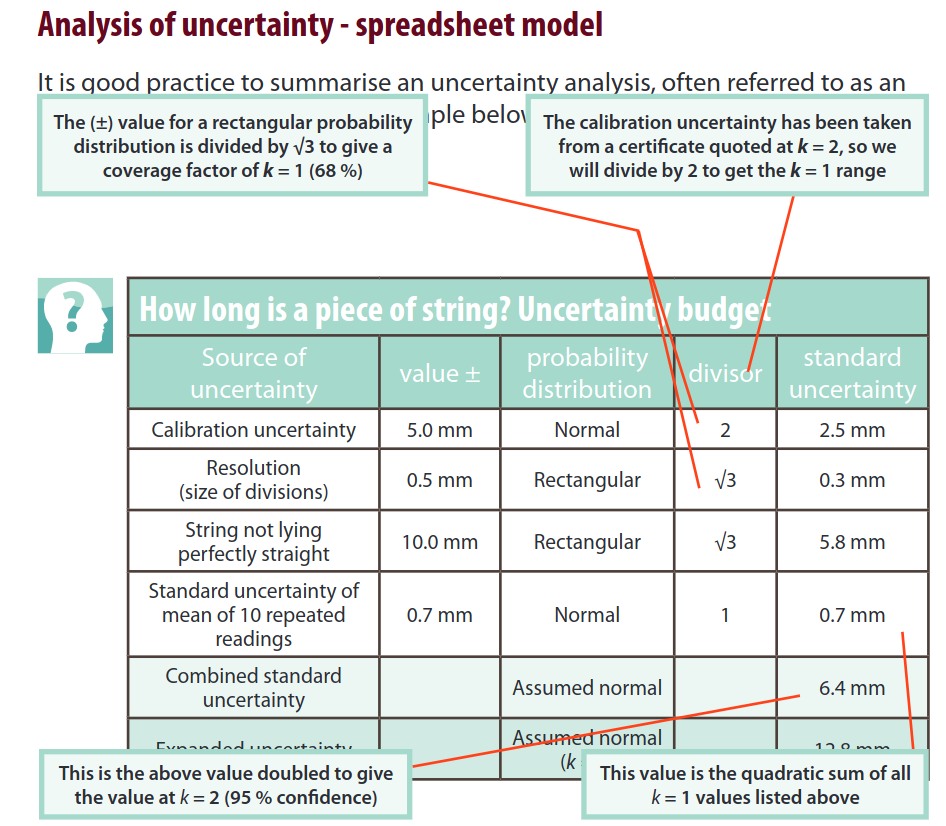 Analysis of uncertainty - spreadsheet model
It is good practice to summarise an uncertainty analysis, often referred to as an
The (±) value for a rectangular probability
distribution is divided by √3 to give a
coverage factor of k = 1 (68 %)
The calibration uncertainty has been taken
from a certificate quoted at k = 2, so we
will divide by 2 to get the k = 1 range
How long is a piece of string? Uncertainty budget
Source of uncertainty
value ±
probability distribution
divisor
standard uncertainty
Calibration uncertainty 5.0 mm Normal 2 2.5 mm
Resolution
(size of divisions) 0.5 mm Rectangular √3 0.3 mm
String not lying
perfectly straight 10.0 mm Rectangular √3 5.8 mm
Standard uncertainty of
mean of 10 repeated
readings 0.7 mm Normal 1 0.7 mm
Combined standard
uncertainty Assumed normal 6.4 mm
Expanded uncertainty Assumed normal 12.8 mm
(k
This is the above value doubled to give
the value at k = 2 (95 % confidence)
This value is the quadratic sum of all
k = 1 values listed above